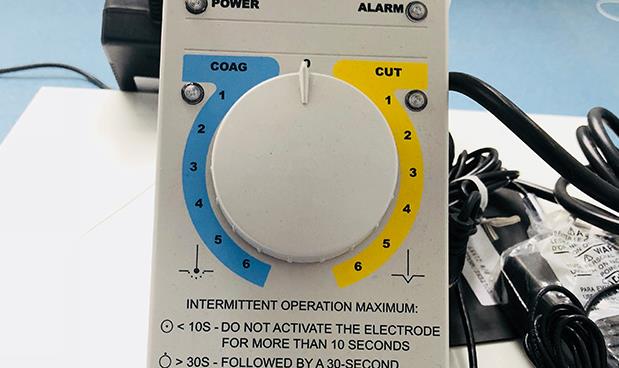 POWER ALARM
COAG CUT
0
1 1
2 2
3 3
4 4
5 5
6 6
INTERMITTENT OPERATION MAXIMUM:
< 10S - DO NOT ACTIVATE THE ELECTRODE
FOR MORE THAN 10 SECONDS
> 30S - FOLLOWED BY A 30-SECOND